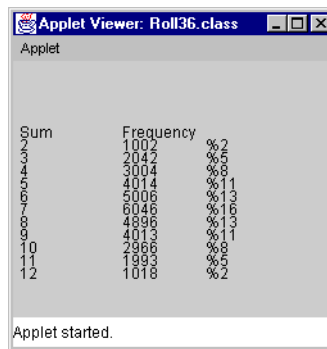 Applet Viewer: Roll36.class
Applet
Sum Frequency
2 1002 %2
3 2042 %5
4 3004 %8
5 4014 %11
6 5006 %13
7 6046 %16
8 4896 %13
9 4013 %11
10 2966 %8
11 1993 %5
12 1018 %2
Applet started.